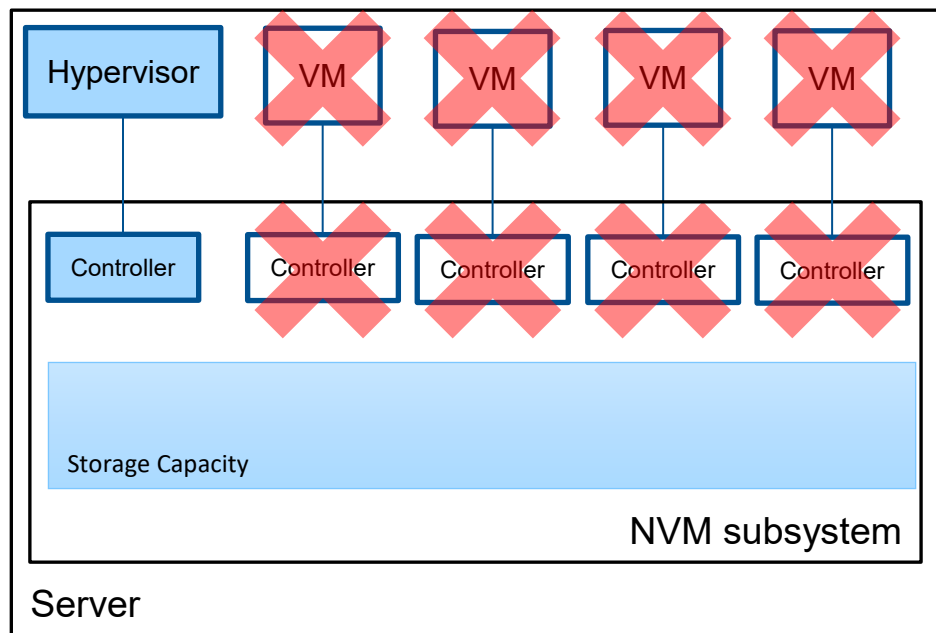 Hypervisor
VM
VM
VM
VM
Controller
Controller
Controller
Controller
Controller
Storage Capacity
NVM subsystem
Server